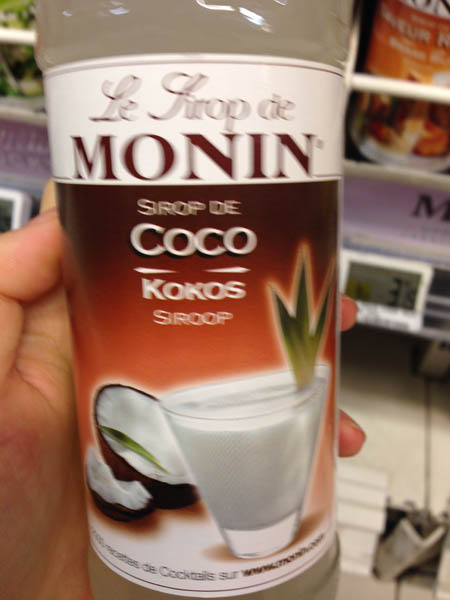 Le Sirop de
MONIN
SIROP DE
COCO
KOKOS
SIROOP
recettes de Cocktails sur www.monin.com